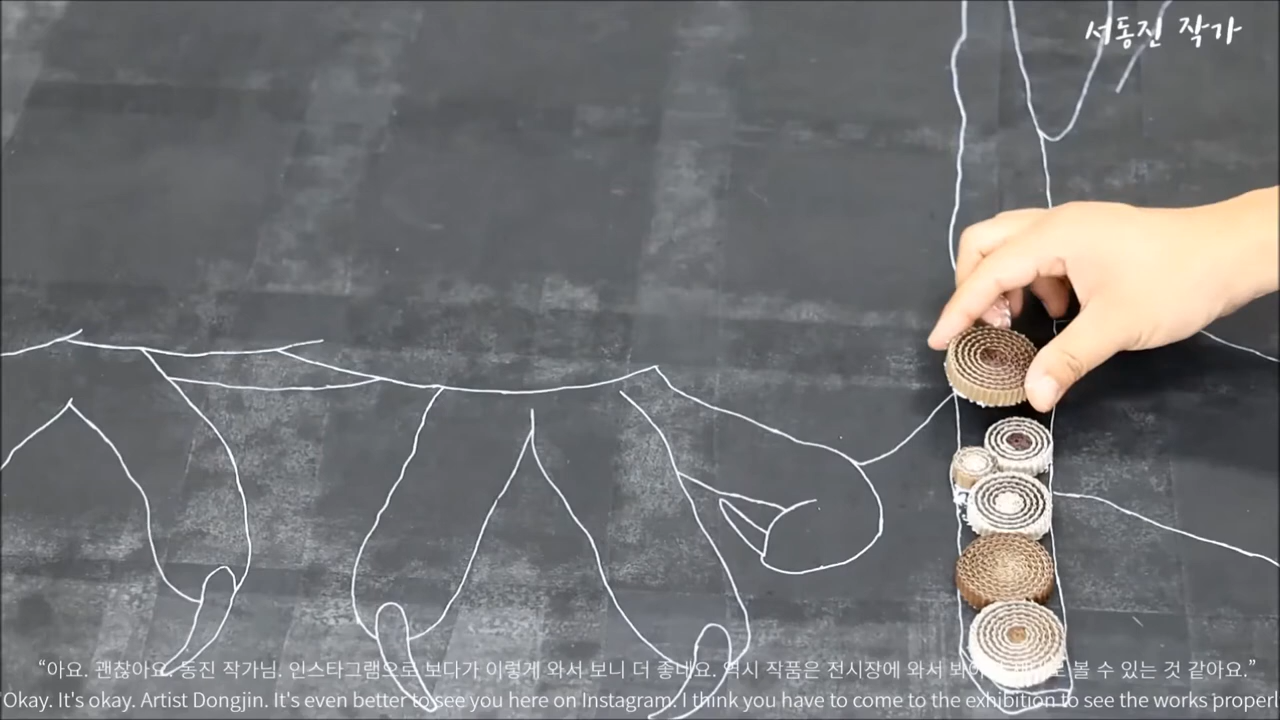 서동진 작가
“아요. 괜찮아요. 동진 작가님. 인스타그램으로 보다가 이렇게 와서 보니 더 좋네요. 역시 작품은 전시장에 와서 봐야 볼 수 있는 것 같아요.”
Okay. It's okay. Artist Dongjin. It's even better to see you here on Instagram. I think you have to come to the exhibition to see the works properl